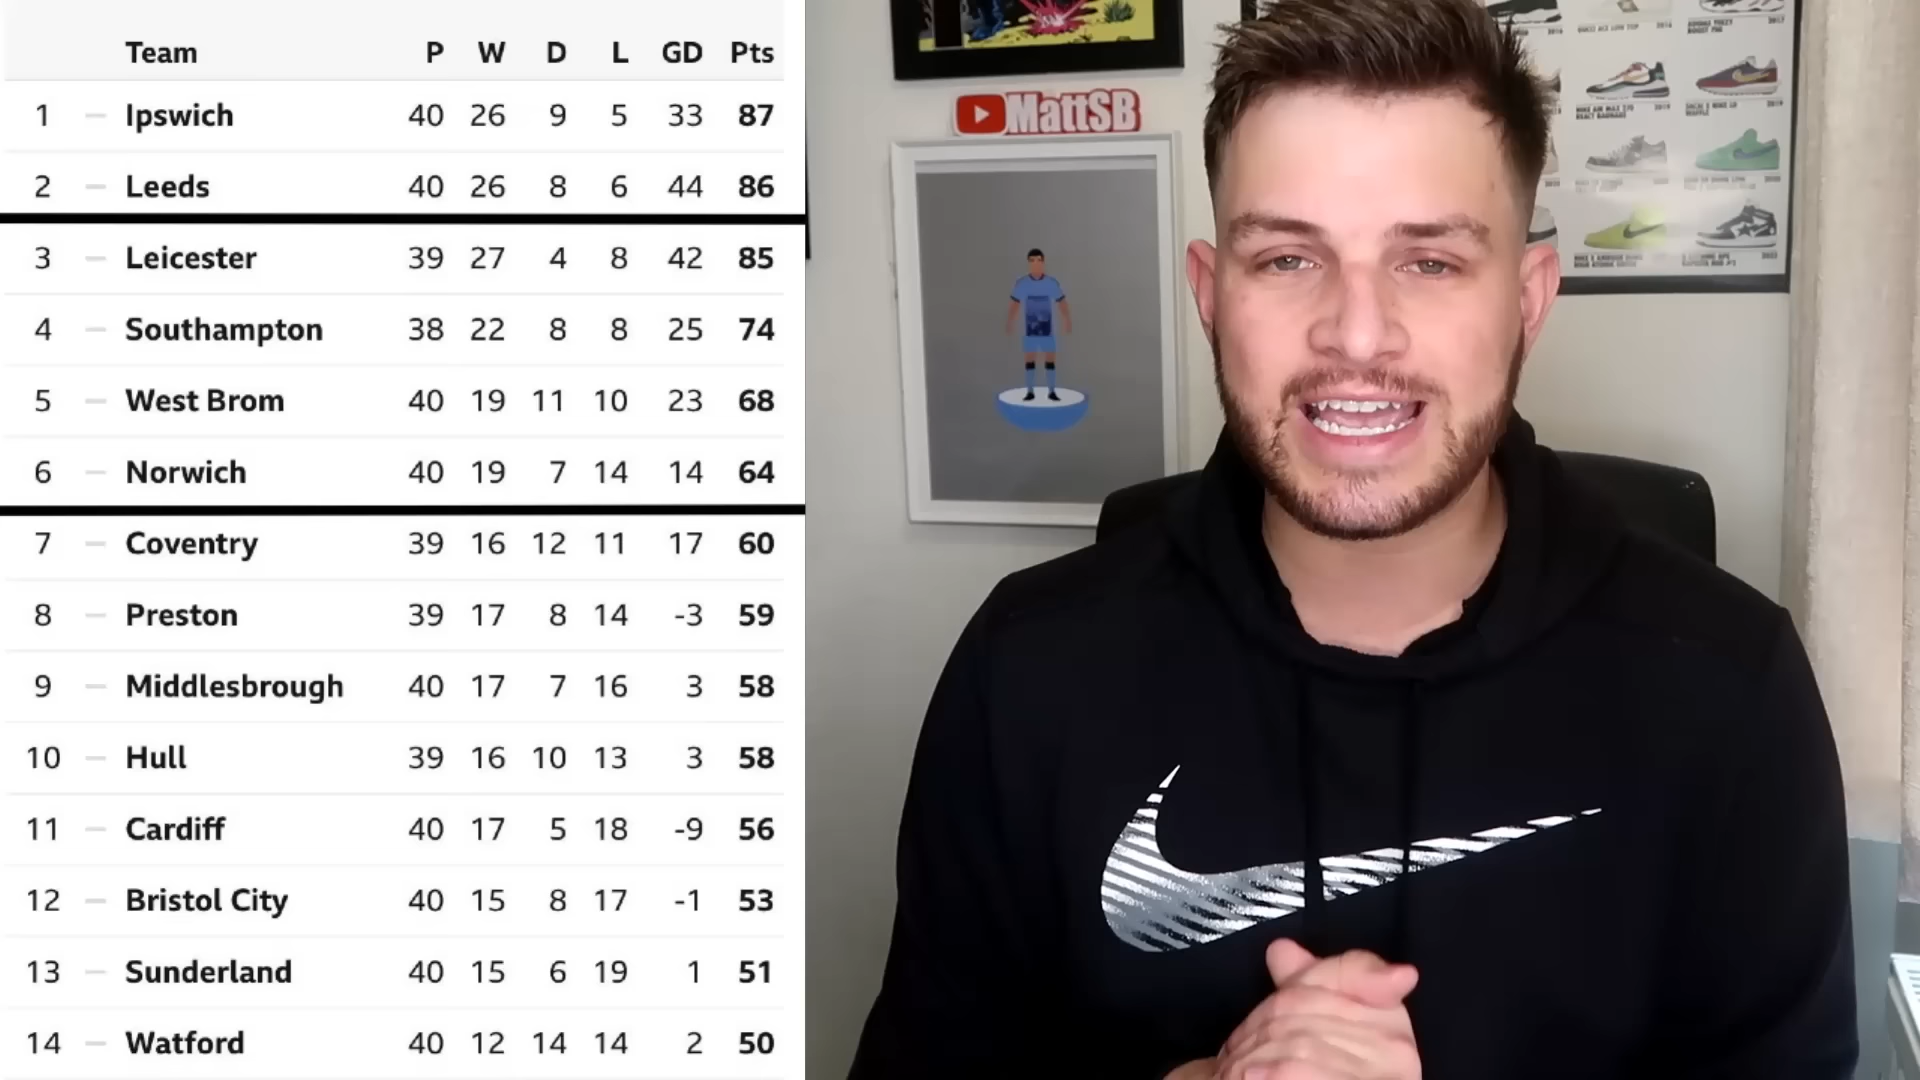 Team P W D L GD Pts
1 Ipswich 40 26 9 5 33 87
2 Leeds 40 26 8 6 44 86
3 Leicester 39 27 4 8 42 85
4 Southampton 38 22 8 8 25 74
5 West Brom 40 19 11 10 23 68
6 Norwich 40 19 7 14 14 64
7 Coventry 39 16 12 11 17 60
8 Preston 39 17 8 14 -3 59
9 Middlesbrough 40 17 7 16 3 58
10 Hull 39 16 10 13 3 58
11 Cardiff 40 17 5 18 -9 56
12 Bristol City 40 15 8 17 -1 53
13 Sunderland 40 15 6 19 1 51
14 Watford 40 12 14 14 2 50
MattSB